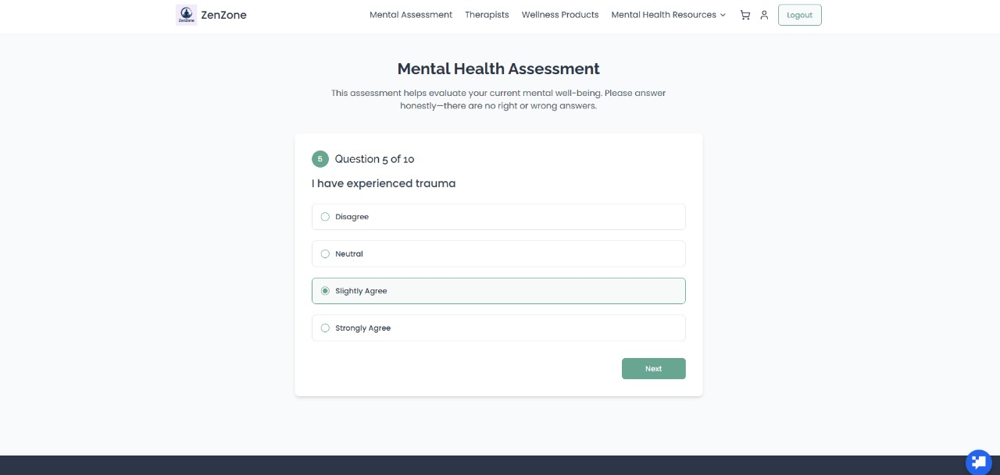 ZenZone
ZenZone
Mental Assessment
Therapists
Wellness Products
Mental Health Resources
Logout
Mental Health Assessment
This assessment helps evaluate your current mental well-being. Please answer
honestly—there are no right or wrong answers.
5
Question 5 of 10
I have experienced trauma
Disagree
Neutral
Slightly Agree
Strongly Agree
Next